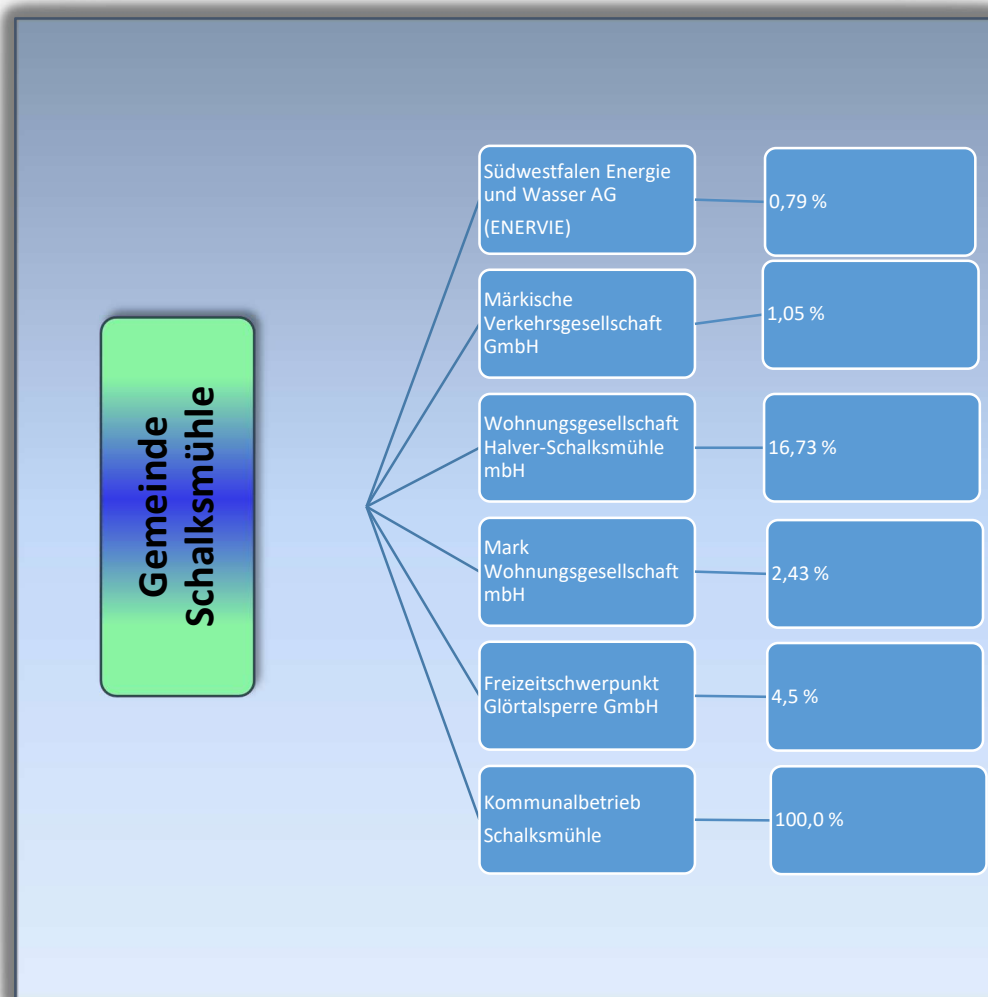 Gemeinde
Schalksmühle
Südwestfalen Energie
und Wasser AG
(ENERVIE)
0,79 %
Märkische
Verkehrsgesellschaft
GmbH
1,05 %
Wohnungsgesellschaft
Halver-Schalksmühle
mbH
16,73 %
Mark
Wohnungsgesellschaft
mbH
2,43 %
Freizeitschwerpunkt
Glörtalsperre GmbH
4,5 %
Kommunalbetrieb
Schalksmühle
100,0 %